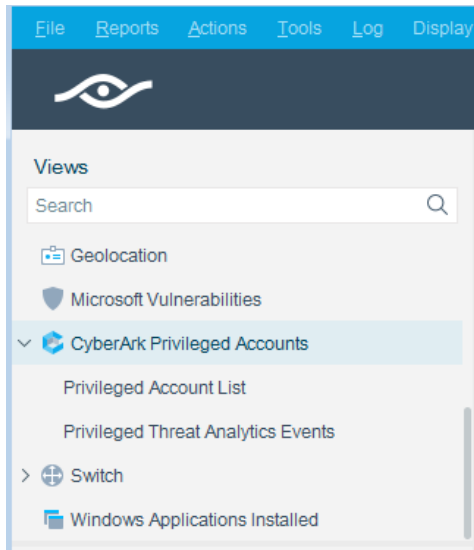 File Reports Actions Tools Log Display
Views
Search
Geolocation
Microsoft Vulnerabilities
CyberArk Privileged Accounts
Privileged Account List
Privileged Threat Analytics Events
Switch
Windows Applications Installed